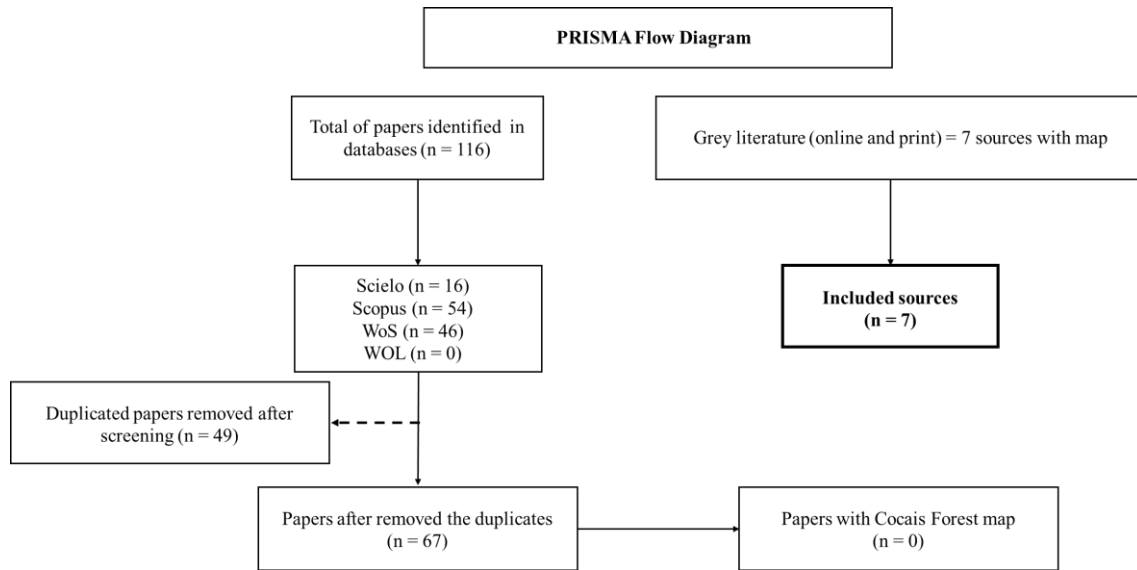 PRISMA Flow Diagram
Total of papers identified in
databases (n = 116)
Grey literature (online and print) = 7 sources with map
Scielo (n = 16)
Scopus (n = 54)
WoS (n = 46)
WOL (n = 0)
Included sources
(n = 7)
Duplicated papers removed after
screening (n = 49)
Papers after removed the duplicates
(n = 67)
Papers with Cocais Forest map
(n = 0)